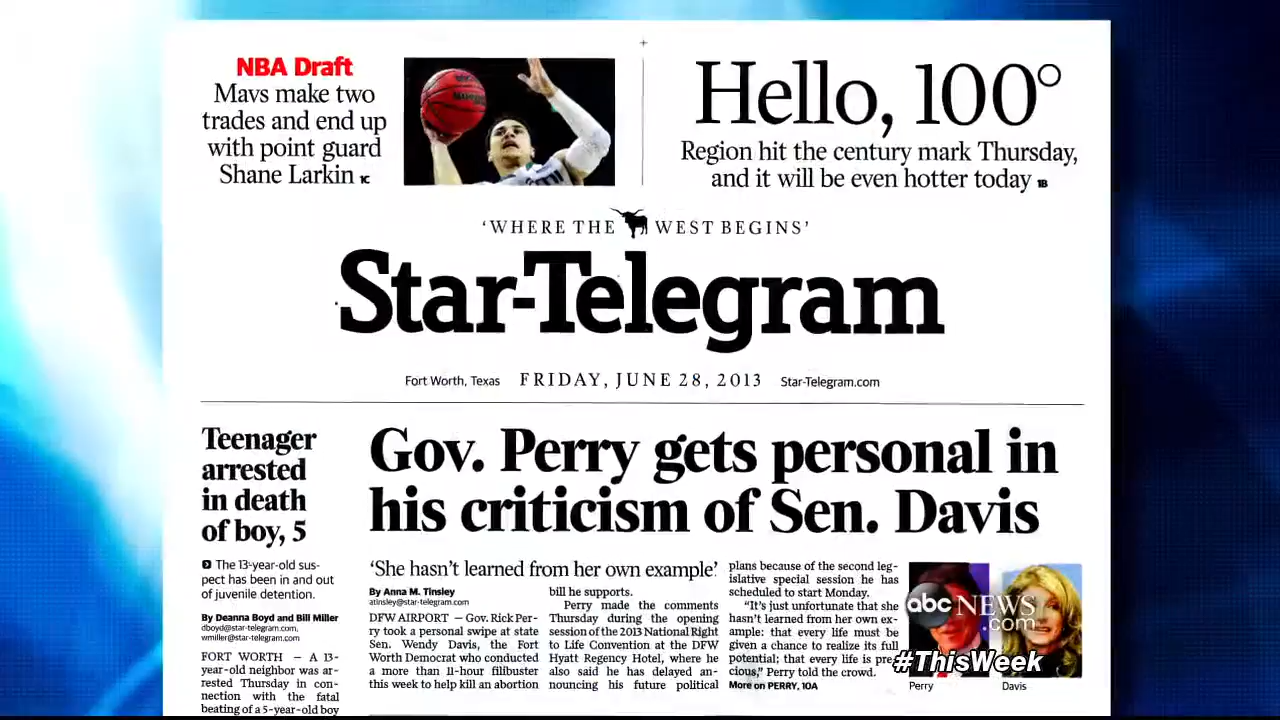 NBA Draft
Mavs make two
trades and end up
with point guard
Shane Larkin 1C
Hello, 100°
Region hit the century mark Thursday,
and it will be even hotter today 1B
'WHERE THE WEST BEGINS'
Star-Telegram
Fort Worth, Texas FRIDAY, JUNE 28, 2013 Star-Telegram.com
Teenager
arrested
in death
of boy, 5
The 13-year-old sus-
pect has been in and out
of juvenile detention.
By Deanna Boyd and Bill Miller
dboyd@star-telegram.com,
wmiller@star-telegram.com
FORT WORTH — A 13-
year-old neighbor was ar-
rested Thursday in con-
nection with the fatal
beating of a 5-year-old boy
Gov. Perry gets personal in
his criticism of Sen. Davis
'She hasn't learned from her own example'
By Anna M. Tinsley
atinsley@star-telegram.com
DFW AIRPORT — Gov. Rick Per-
ry took a personal swipe at state
Sen. Wendy Davis, the Fort
Worth Democrat who conducted
a more than 11-hour filibuster
this week to help kill an abortion
bill he supports.
Perry made the comments
Thursday during the opening
session of the 2013 National Right
to Life Convention at the DFW
Hyatt Regency Hotel, where he
also said he has delayed an-
nouncing his future political
plans because of the second leg-
islative special session he has
scheduled to start Monday.
"It's just unfortunate that she
hasn't learned from her own ex-
ample: that every life must be
given a chance to realize its full
potential; that every life is pre-
cious," Perry told the crowd.
More on PERRY, 10A
abc NEWS
.com
#ThisWeek
Perry
Davis